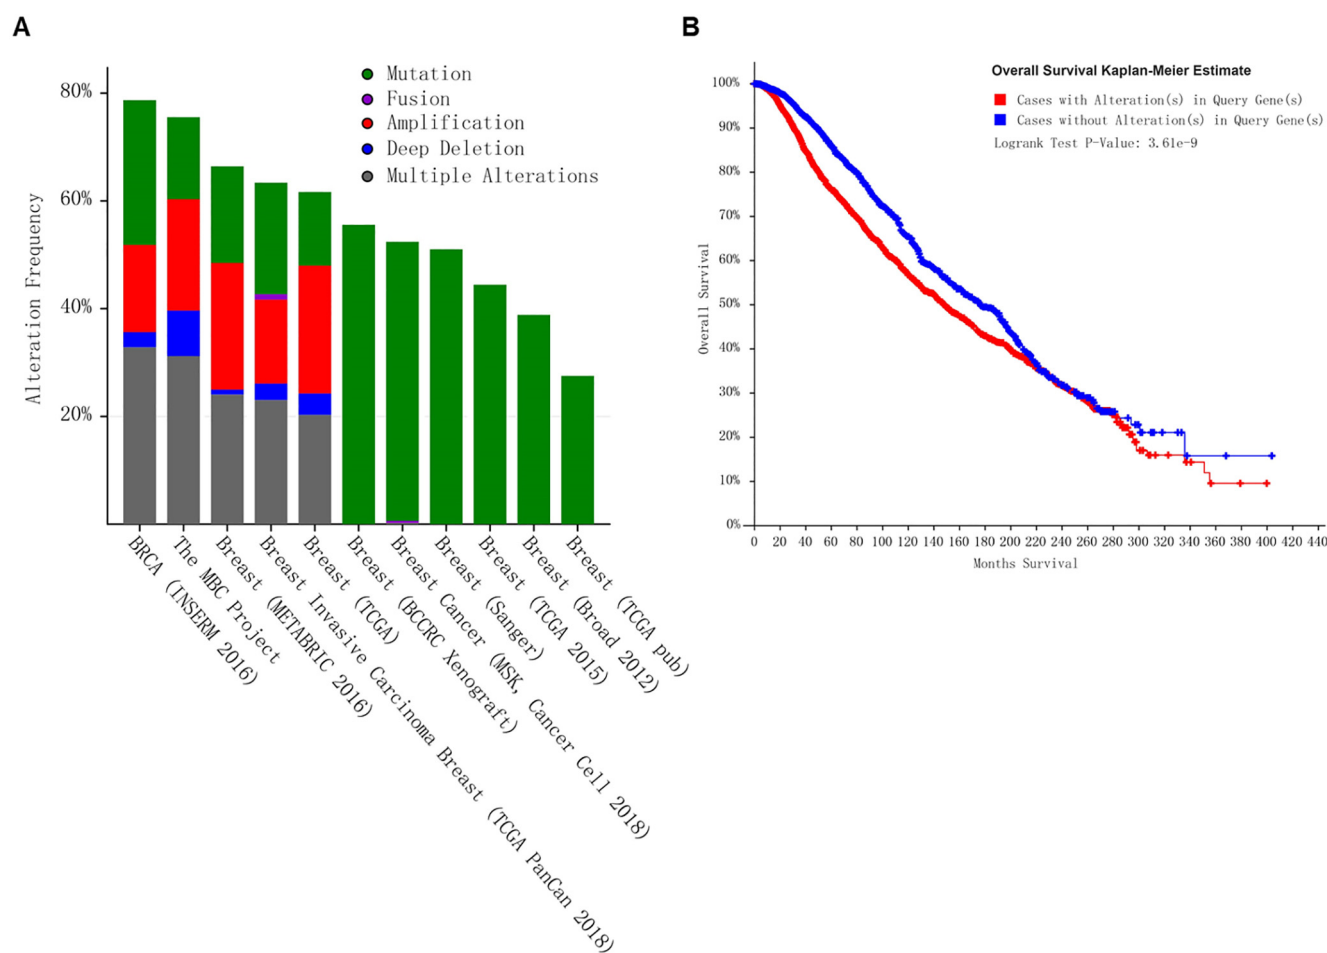 A
80%
60%
40%
20%
Alteration Frequency
Mutation
Fusion
Amplification
Deep Deletion
Multiple Alterations
BRCA (INSERM 2016)
The MBC Project
Breast (METABRIC 2016)
Breast Invasive Carcinoma Breast (TCGA PanCan 2018)
Breast (TCGA)
Breast (BCCRC Xenograft)
Breast Cancer (MSK, Cancer Cell 2018)
Breast (Sanger)
Breast (TCGA 2015)
Breast (Broad 2012)
Breast (TCGA pub)
B
Overall Survival Kaplan-Meier Estimate
Cases with Alteration(s) in Query Gene(s)
Cases without Alteration(s) in Query Gene(s)
Logrank Test P-Value: 3.61e-9
100%
90%
80%
70%
60%
50%
40%
30%
20%
10%
0%
Overall Survival
0 20 40 60 80 100 120 140 160 180 200 220 240 260 280 300 320 340 360 380 400 420 440
Months Survival